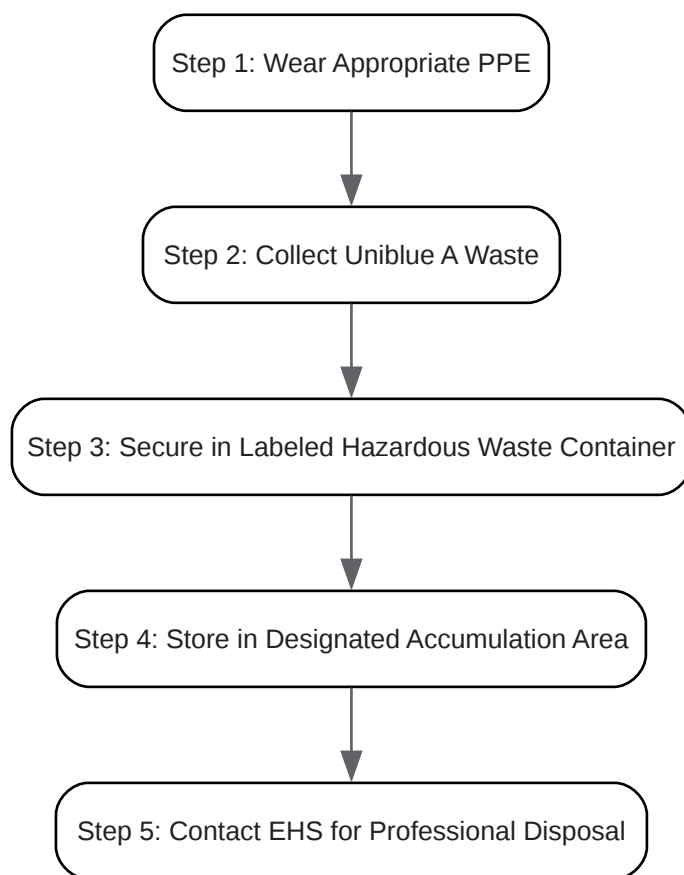 Step 1: Wear Appropriate PPE
Step 2: Collect Uniblue A Waste
Step 3: Secure in Labeled Hazardous Waste Container
Step 4: Store in Designated Accumulation Area
Step 5: Contact EHS for Professional Disposal